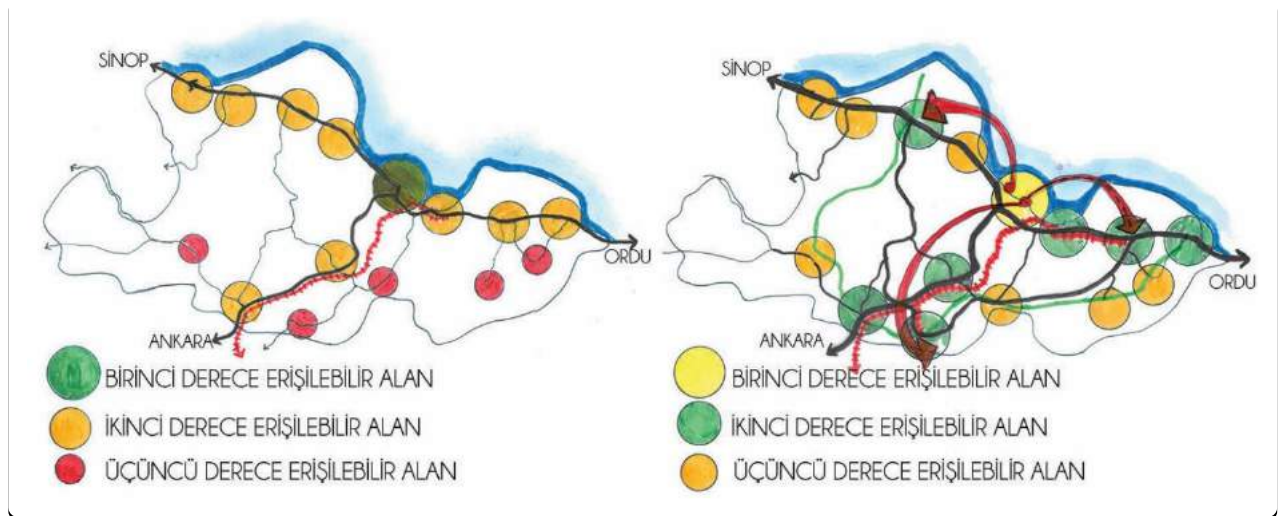 SİNOP
ORDU
ANKARA
BİRİNCİ DERECE ERİŞİLEBİLİR ALAN
İKİNCİ DERECE ERİŞİLEBİLİR ALAN
ÜÇÜNCÜ DERECE ERİŞİLEBİLİR ALAN
SİNOP
ORDU
ANKARA
BİRİNCİ DERECE ERİŞİLEBİLİR ALAN
İKİNCİ DERECE ERİŞİLEBİLİR ALAN
ÜÇÜNCÜ DERECE ERİŞİLEBİLİR ALAN